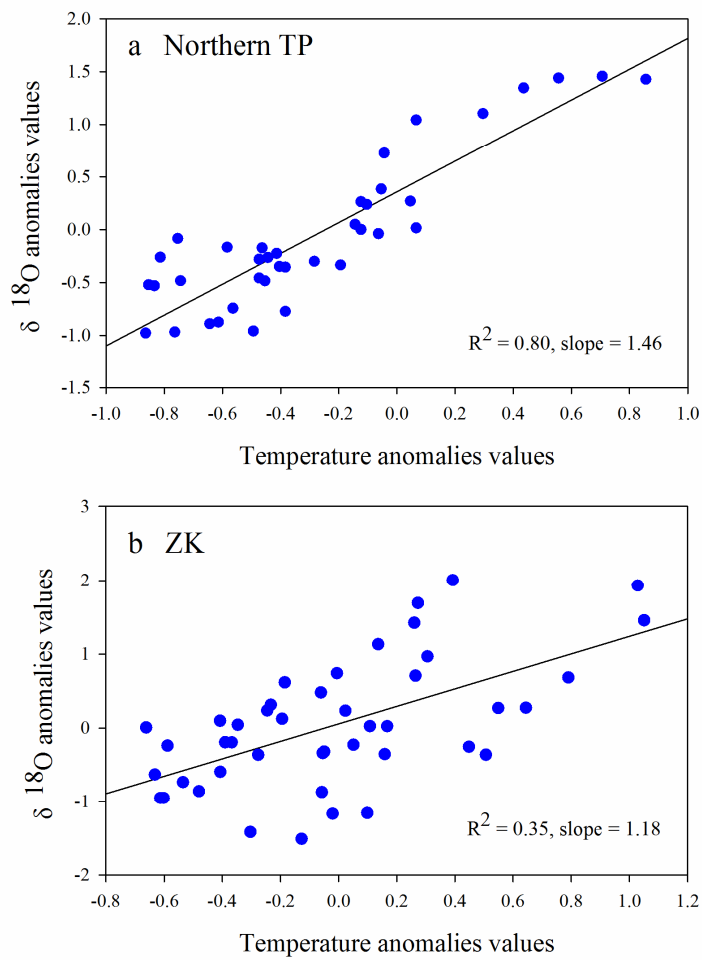 2.0
a Northern TP
1.5
1.0
0.5
0.0
-0.5
-1.0
-1.5
δ 18O anomalies values
R2 = 0.80, slope = 1.46
-1.0 -0.8 -0.6 -0.4 -0.2 0.0 0.2 0.4 0.6 0.8 1.0
Temperature anomalies values
3
b ZK
2
1
0
-1
-2
δ 18O anomalies values
R2 = 0.35, slope = 1.18
-0.8 -0.6 -0.4 -0.2 0.0 0.2 0.4 0.6 0.8 1.0 1.2
Temperature anomalies values